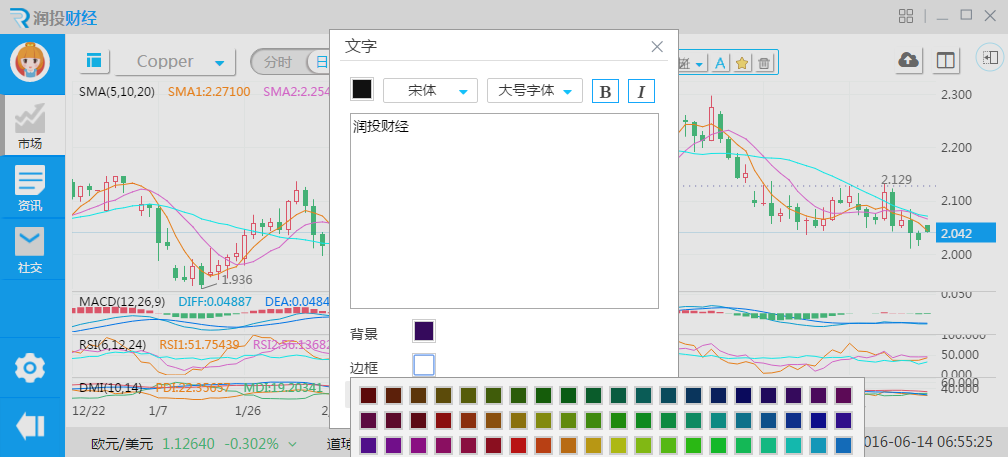 润投财经
文字
Copper
分时
日
宋体
大号字体
B
I
A
SMA(5,10,20) SMA1:2.27100 SMA2:2.254
润投财经
市场
资讯
社交
2.300
2.200
2.129
2.100
2.042
2.000
1.936
MACD(12,26,9) DIFF:0.04887 DEA:0.0484
0.050
RSI(6,12,24) RSI1:51.75439 RSI2:56.13682
100.00
50.000
0.000
DMI(10,14) PDI:22.35057 MDI:19.20341
60.000
40.000
背景
边框
12/22 1/7 1/26 2
欧元/美元 1.12640 -0.302%
016-06-14 06:55:25